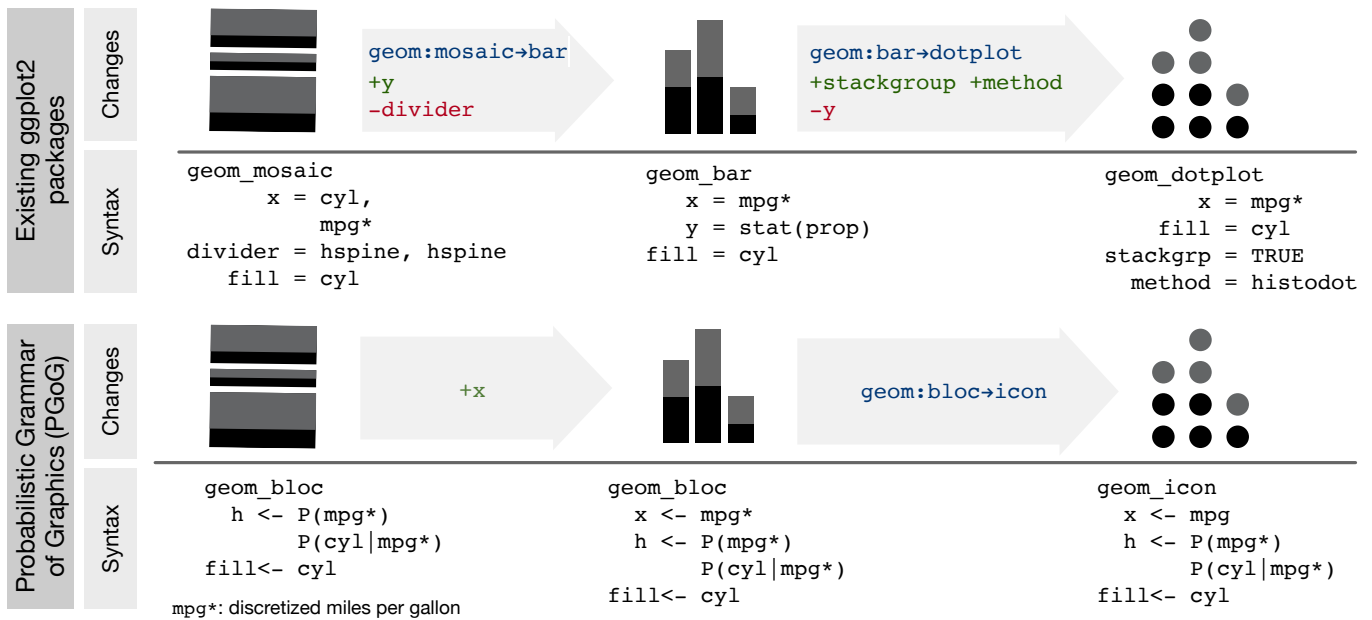 Existing ggplot2
packages
Changes
geom:mosaic→bar
+y
-divider
geom:bar→dotplot
+stackgroup +method
-y
Syntax
geom_mosaic
x = cyl,
mpg*
divider = hspine, hspine
fill = cyl
geom_bar
x = mpg*
y = stat(prop)
fill = cyl
geom_dotplot
x = mpg*
fill = cyl
stackgrp = TRUE
method = histodot
Probabilistic Grammar
of Graphics (PGoG)
Changes
+x
geom:bloc→icon
Syntax
geom_bloc
h <- P(mpg*)
P(cyl|mpg*)
fill<- cyl
geom_bloc
x <- mpg*
h <- P(mpg*)
P(cyl|mpg*)
fill<- cyl
geom_icon
x <- mpg
h <- P(mpg*)
P(cyl|mpg*)
fill<- cyl
mpg*: discretized miles per gallon